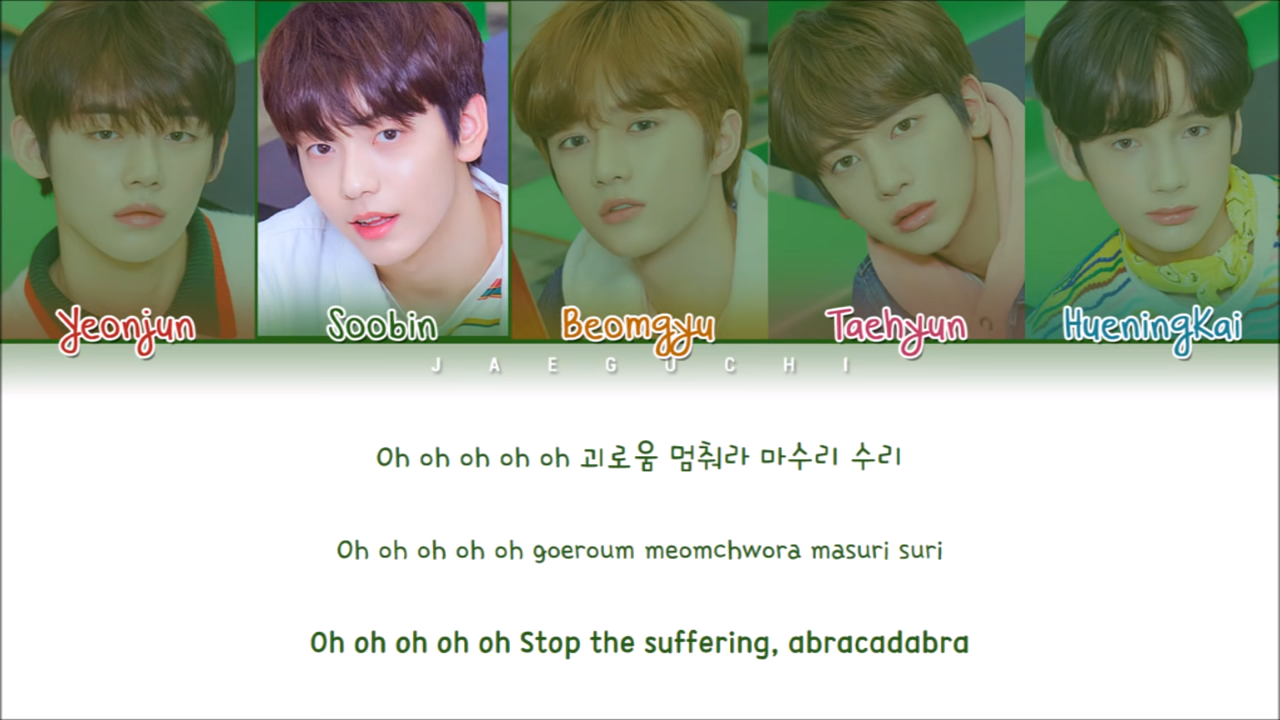 Yeonjun Soobin Beomgyu Taehyun HueningKai
JAEGUCHI
Oh oh oh oh oh 괴로움 멈춰라 마수리 수리
Oh oh oh oh oh goeroum meomchwora masuri suri
Oh oh oh oh oh Stop the suffering, abracadabra